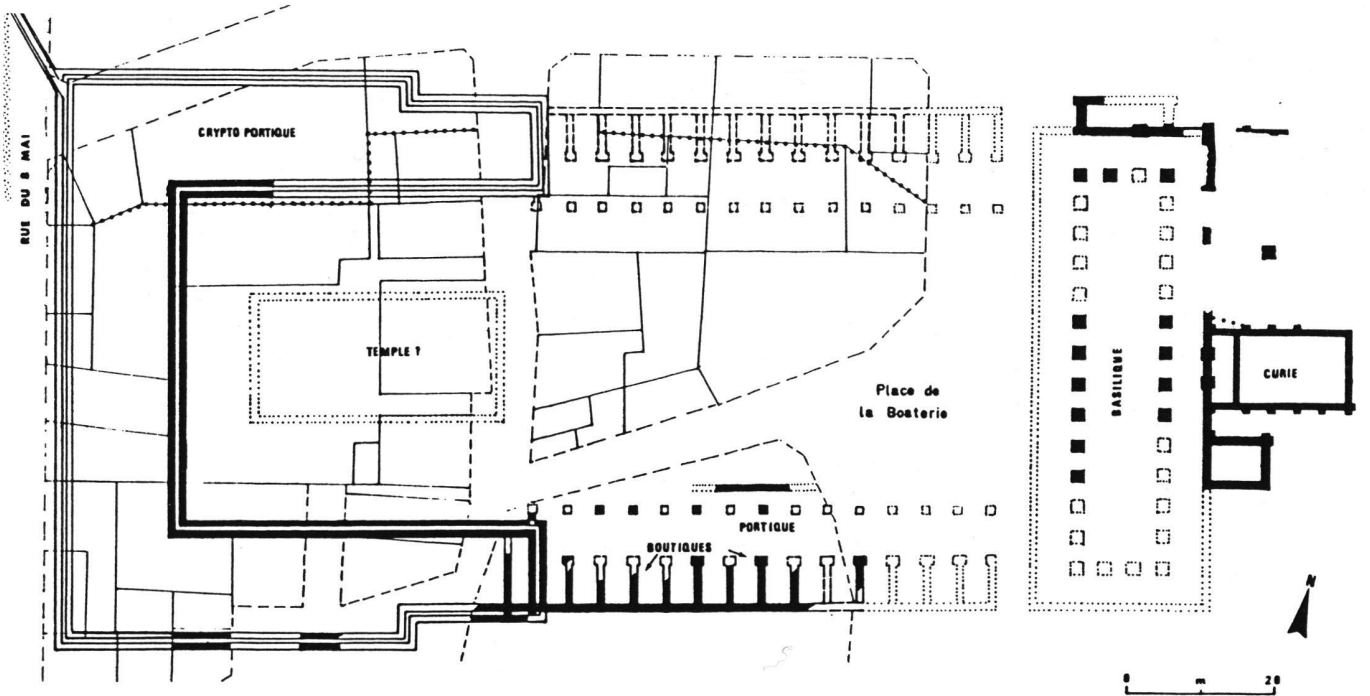 RUE DU 8 MAI
CRYPTO PORTIQUE
TEMPLE ?
Place de
la Boaterie
PORTIQUE
BOUTIQUES
BASILIQUE
CURIE
N
0 m 20